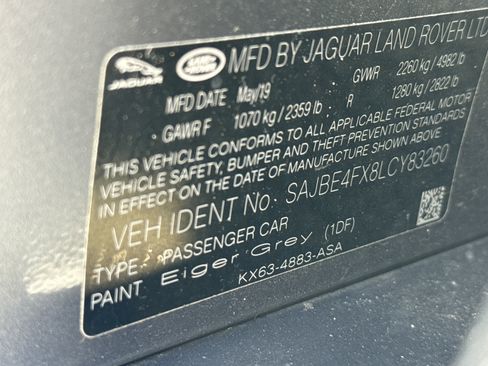 JAGUAR LAND ROVER MFD BY JAGUAR LAND ROVER LTD
MFD DATE May/19 GVWR 2260 kg / 4982 lb
GAWR F 1070 kg / 2359 lb R 1280 kg / 2822 lb
THIS VEHICLE CONFORMS TO ALL APPLICABLE FEDERAL MOTOR
VEHICLE SAFETY, BUMPER AND THEFT PREVENTION STANDARDS
IN EFFECT ON THE DATE OF MANUFACTURE SHOWN ABOVE.
VEH IDENT No: SAJBE4FX8LCY83260
TYPE: PASSENGER CAR
PAINT Eiger Grey (1DF)
KX63-4883-ASA